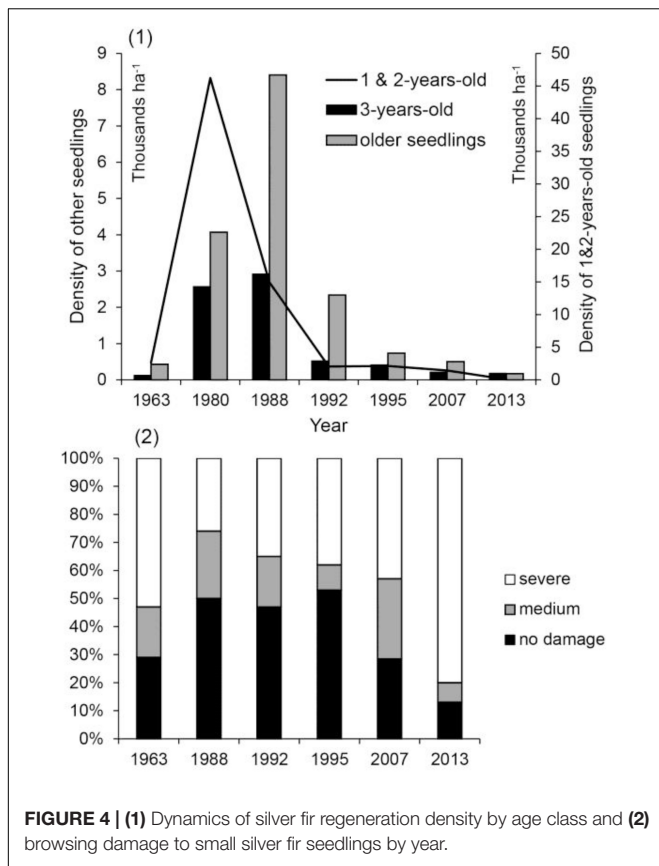 (1)
9
8
7
6
5
4
3
2
1
0
Density of other seedlings
Thousands ha⁻¹
1 & 2-years-old
3-years-old
older seedlings
Thousands ha⁻¹
50
45
40
35
30
25
20
15
10
5
0
Density of 1&2-years-old seedlings
1963 1980 1988 1992 1995 2007 2013
Year
(2)
100%
90%
80%
70%
60%
50%
40%
30%
20%
10%
0%
severe
medium
no damage
1963 1988 1992 1995 2007 2013
FIGURE 4 | (1) Dynamics of silver fir regeneration density by age class and (2)
browsing damage to small silver fir seedlings by year.